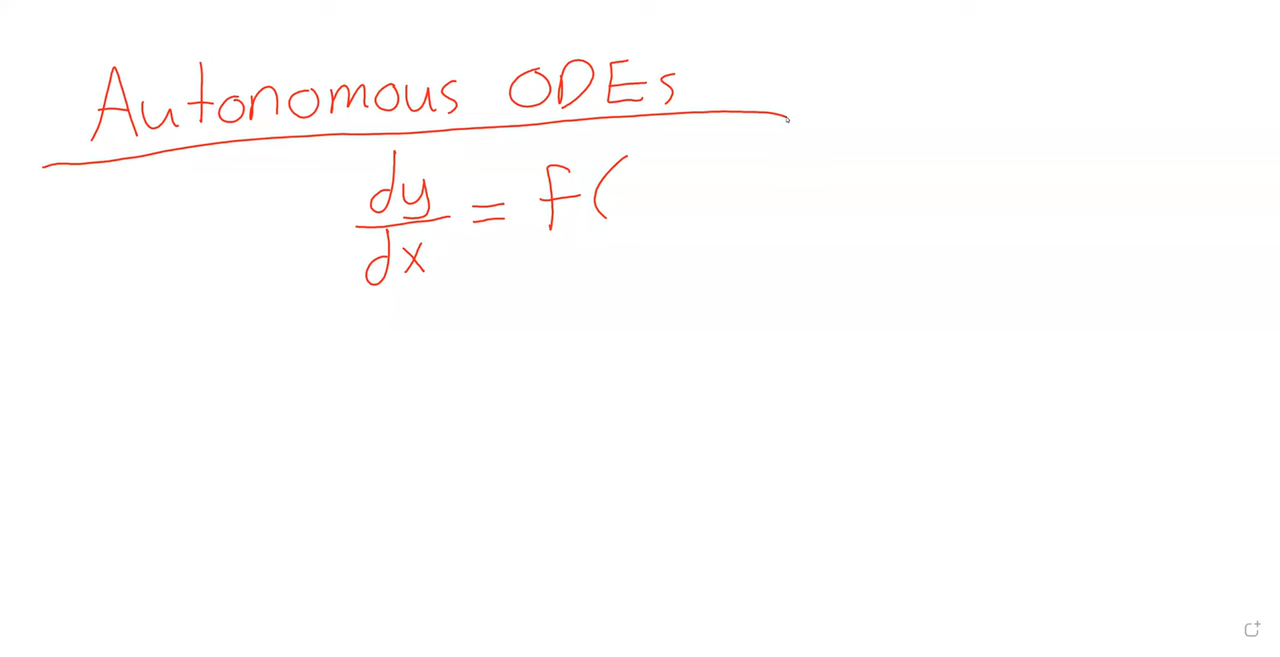 Autonomous ODEs
dy/dx = f(